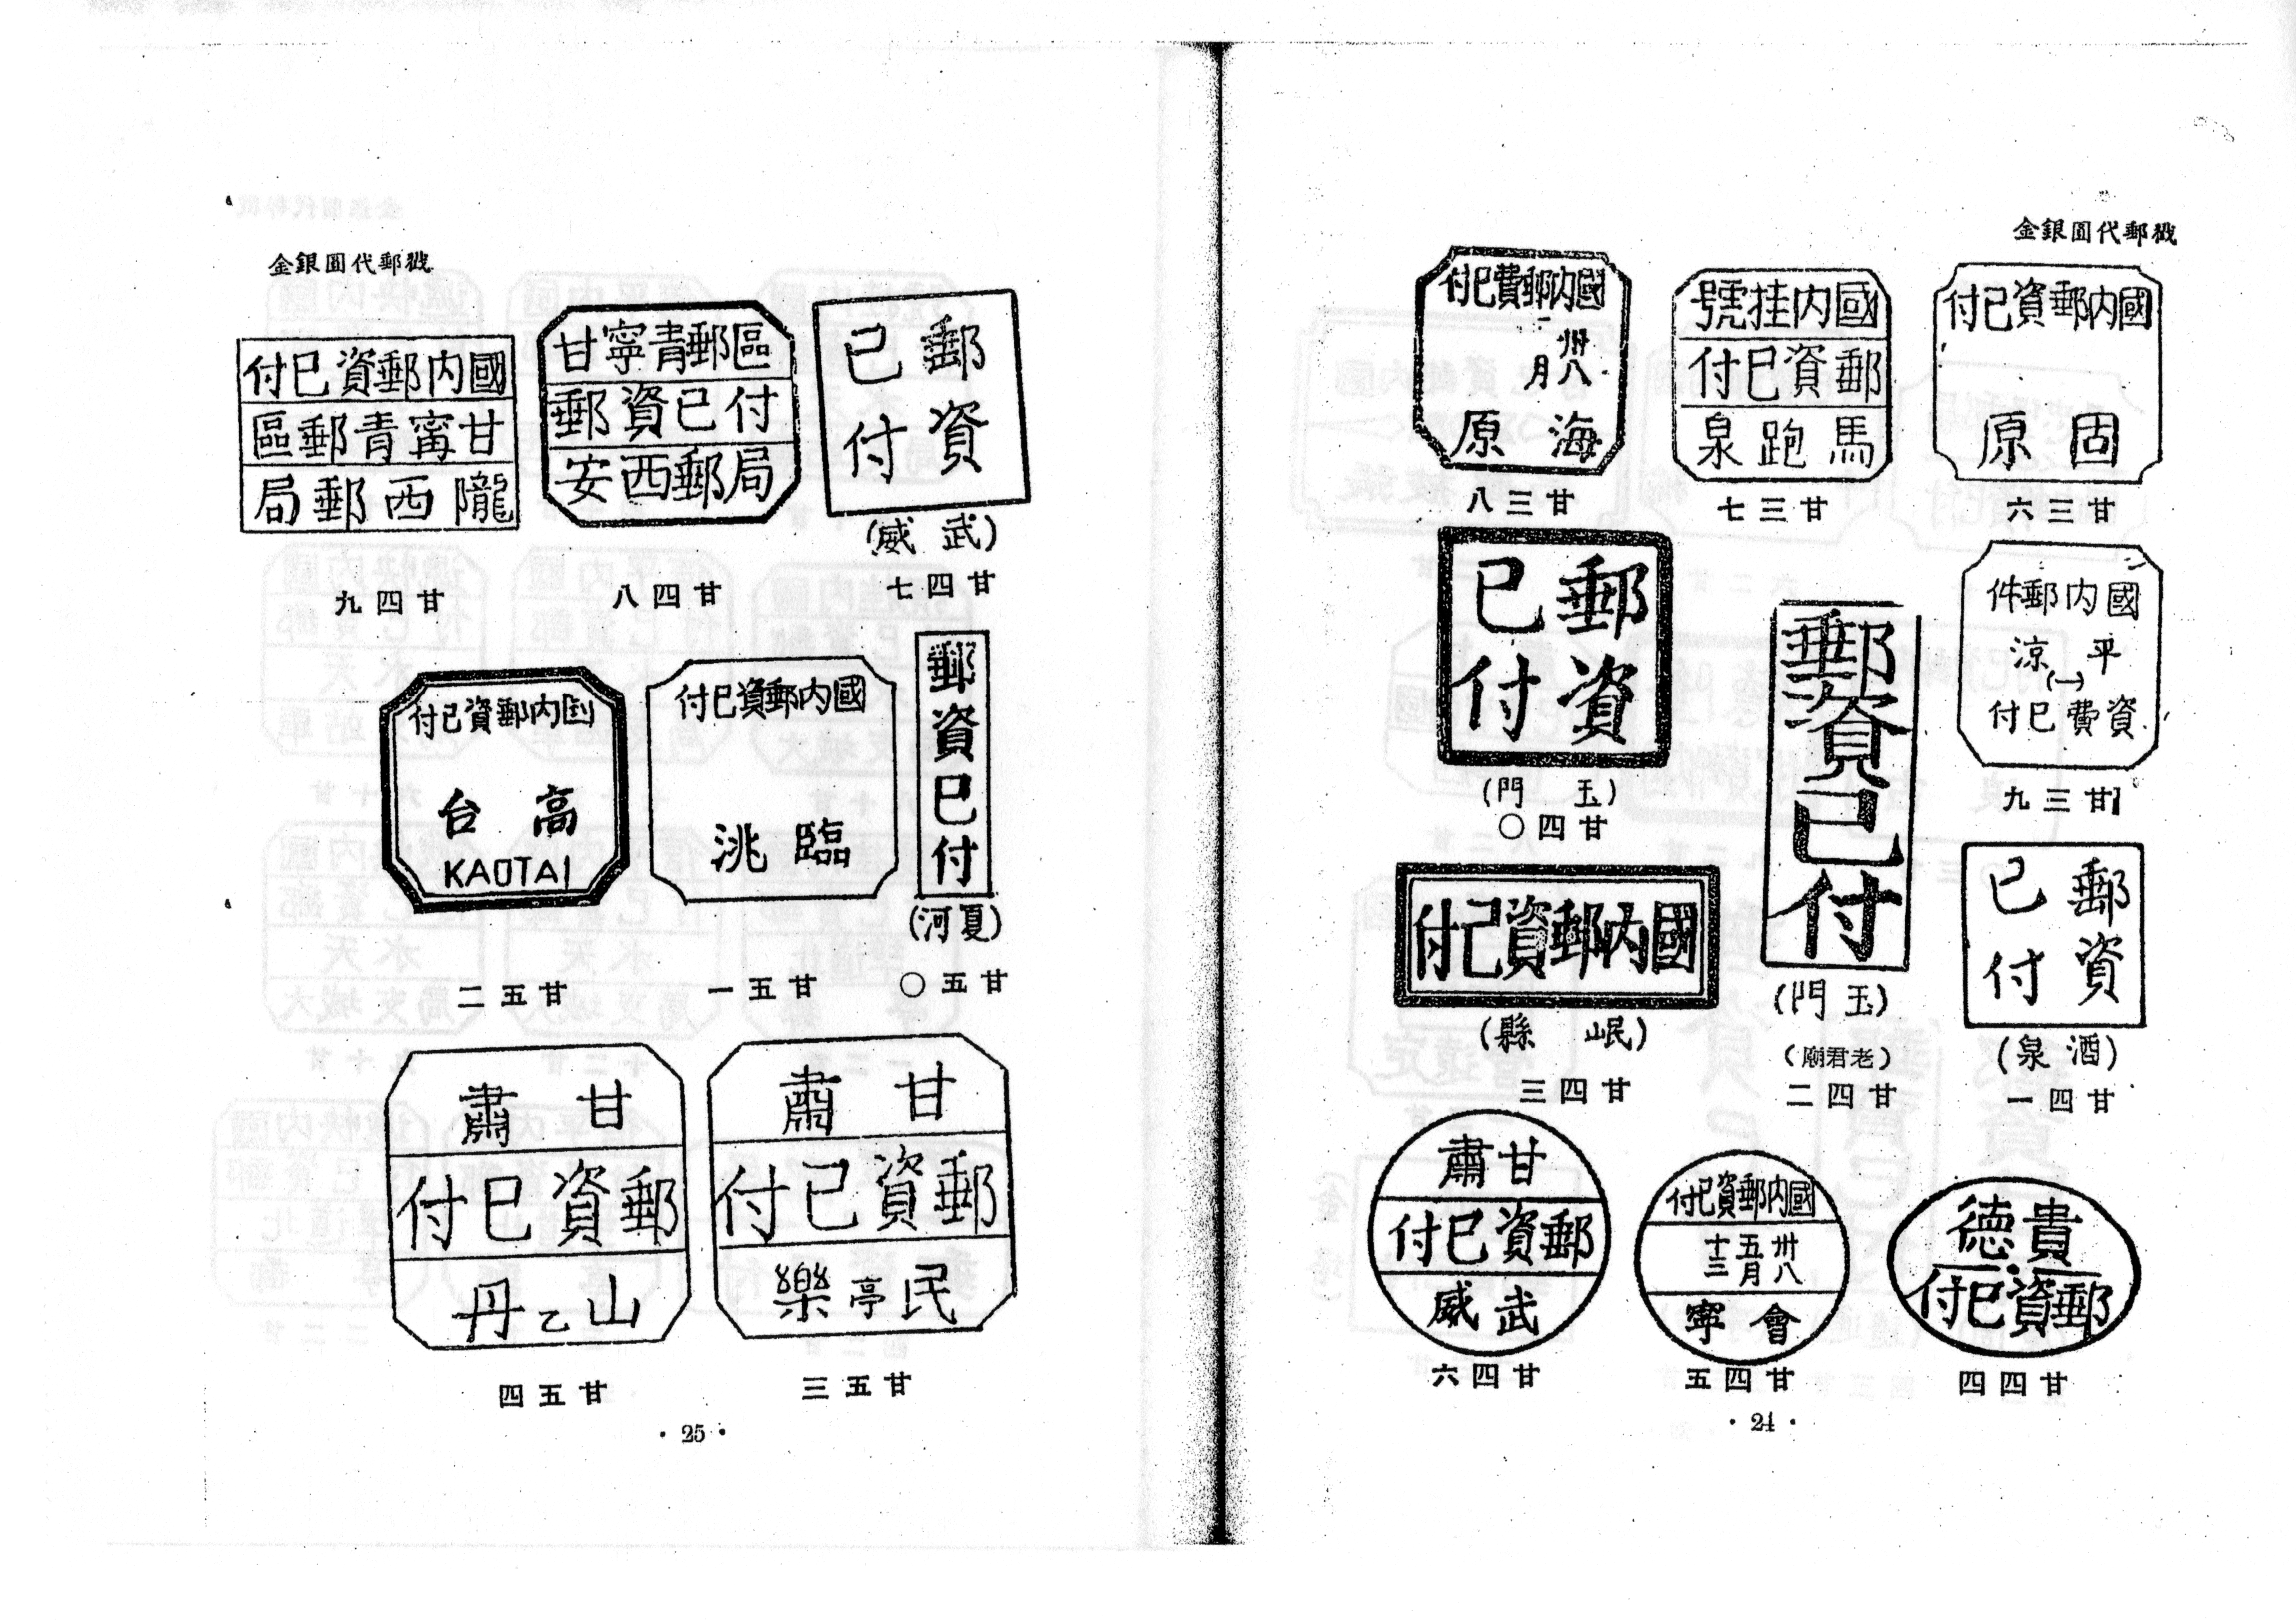 金銀圓代郵戳
國內郵資已付
固原
甘三六
國內挂號
郵資已付
馬跑泉
甘三七
國內郵費已付
卅八
月
海原
甘三八
國內郵件
平涼
(一)
資費已付
甘三九
郵資
已付
(玉門)
甘四〇
郵資
已付
(酒泉)
甘四一
郵資已付
(玉門)
(老君廟)
甘四二
國內郵資已付
(岷縣)
甘四三
貴德
郵資已付
甘四四
國內郵資已付
卅八
五月
十三
會寧
甘四五
甘肅
郵資已付
武威
甘四六
• 24 •
金銀圓代郵戳
郵資
已付
(武威)
甘四七
甘寧青郵區
郵資已付
安西郵局
甘四八
國內郵資已付
甘甯青郵區
隴西郵局
甘四九
郵資已付
(夏河)
甘五〇
國內郵資已付
臨洮
甘五一
國內郵資已付
高台
KAOTAI
甘五二
甘肅
郵資已付
民亭樂
甘五三
甘肅
郵資已付
山乙丹
甘五四
• 25 •